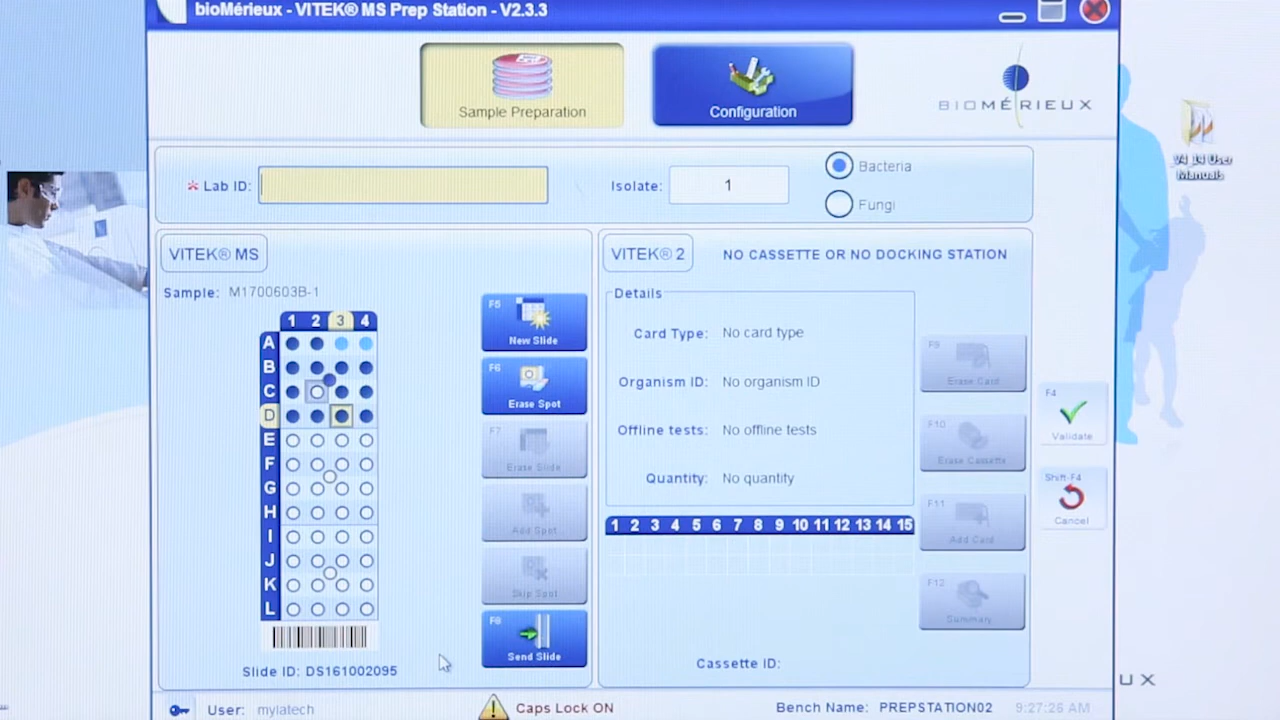 bioMérieux - VITEK® MS Prep Station - V2.3.3
Sample Preparation
Configuration
BIOMÉRIEUX
V4_14 User
Manuals
* Lab ID:
Isolate: 1
Bacteria
Fungi
VITEK® MS
Sample: M1700603B-1
1 2 3 4
A
B
C
D
E
F
G
H
I
J
K
L
Slide ID: DS161002095
F5
New Slide
F6
Erase Spot
F7
Erase Slide
Add Spot
Skip Spot
F8
Send Slide
VITEK® 2
NO CASSETTE OR NO DOCKING STATION
Details
Card Type: No card type
Organism ID: No organism ID
Offline tests: No offline tests
Quantity: No quantity
1 2 3 4 5 6 7 8 9 10 11 12 13 14 15
Cassette ID:
F9
Erase Card
F10
Erase Cassette
F11
Add Card
F12
Summary
F4
Validate
Shift-F4
Cancel
UX
User: mylatech
Caps Lock ON
Bench Name: PREPSTATION02
9:27:26 AM